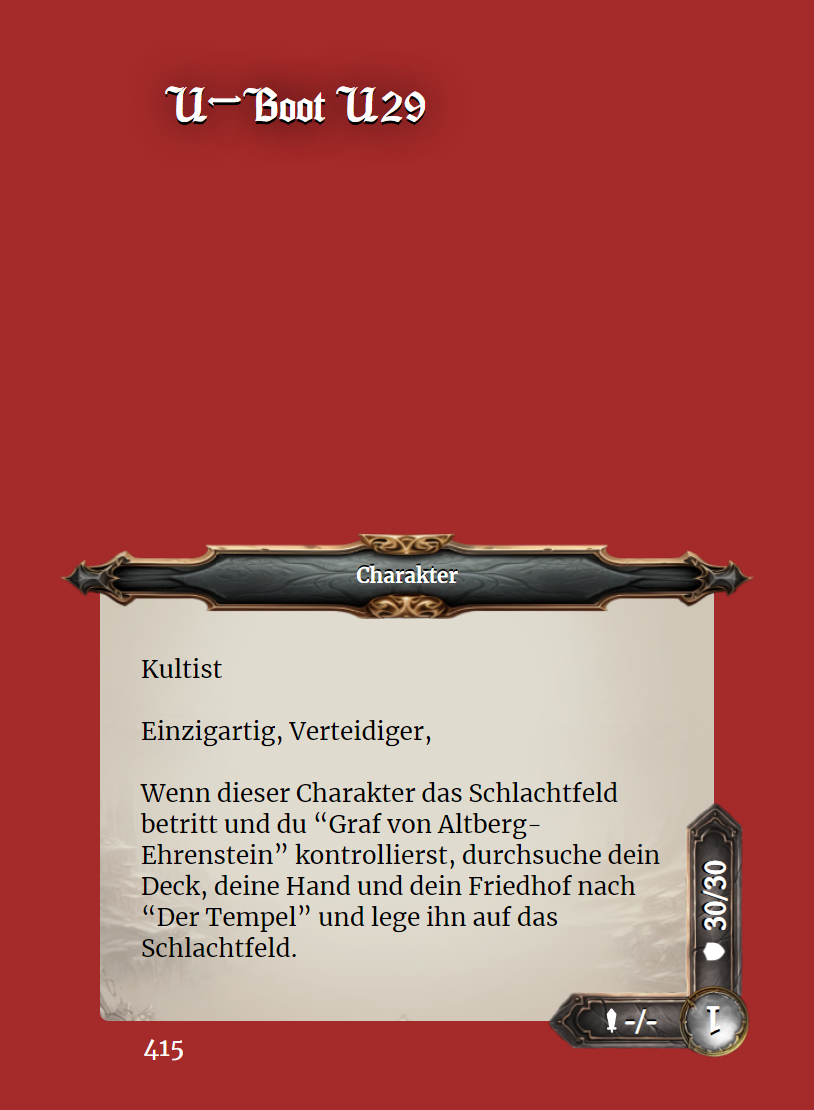 U-Boot U29
Charakter
Kultist
Einzigartig, Verteidiger,
Wenn dieser Charakter das Schlachtfeld
betritt und du “Graf von Altberg-
Ehrenstein” kontrollierst, durchsuche dein
Deck, deine Hand und dein Friedhof nach
“Der Tempel” und lege ihn auf das
Schlachtfeld.
30/30
-/-
1
415